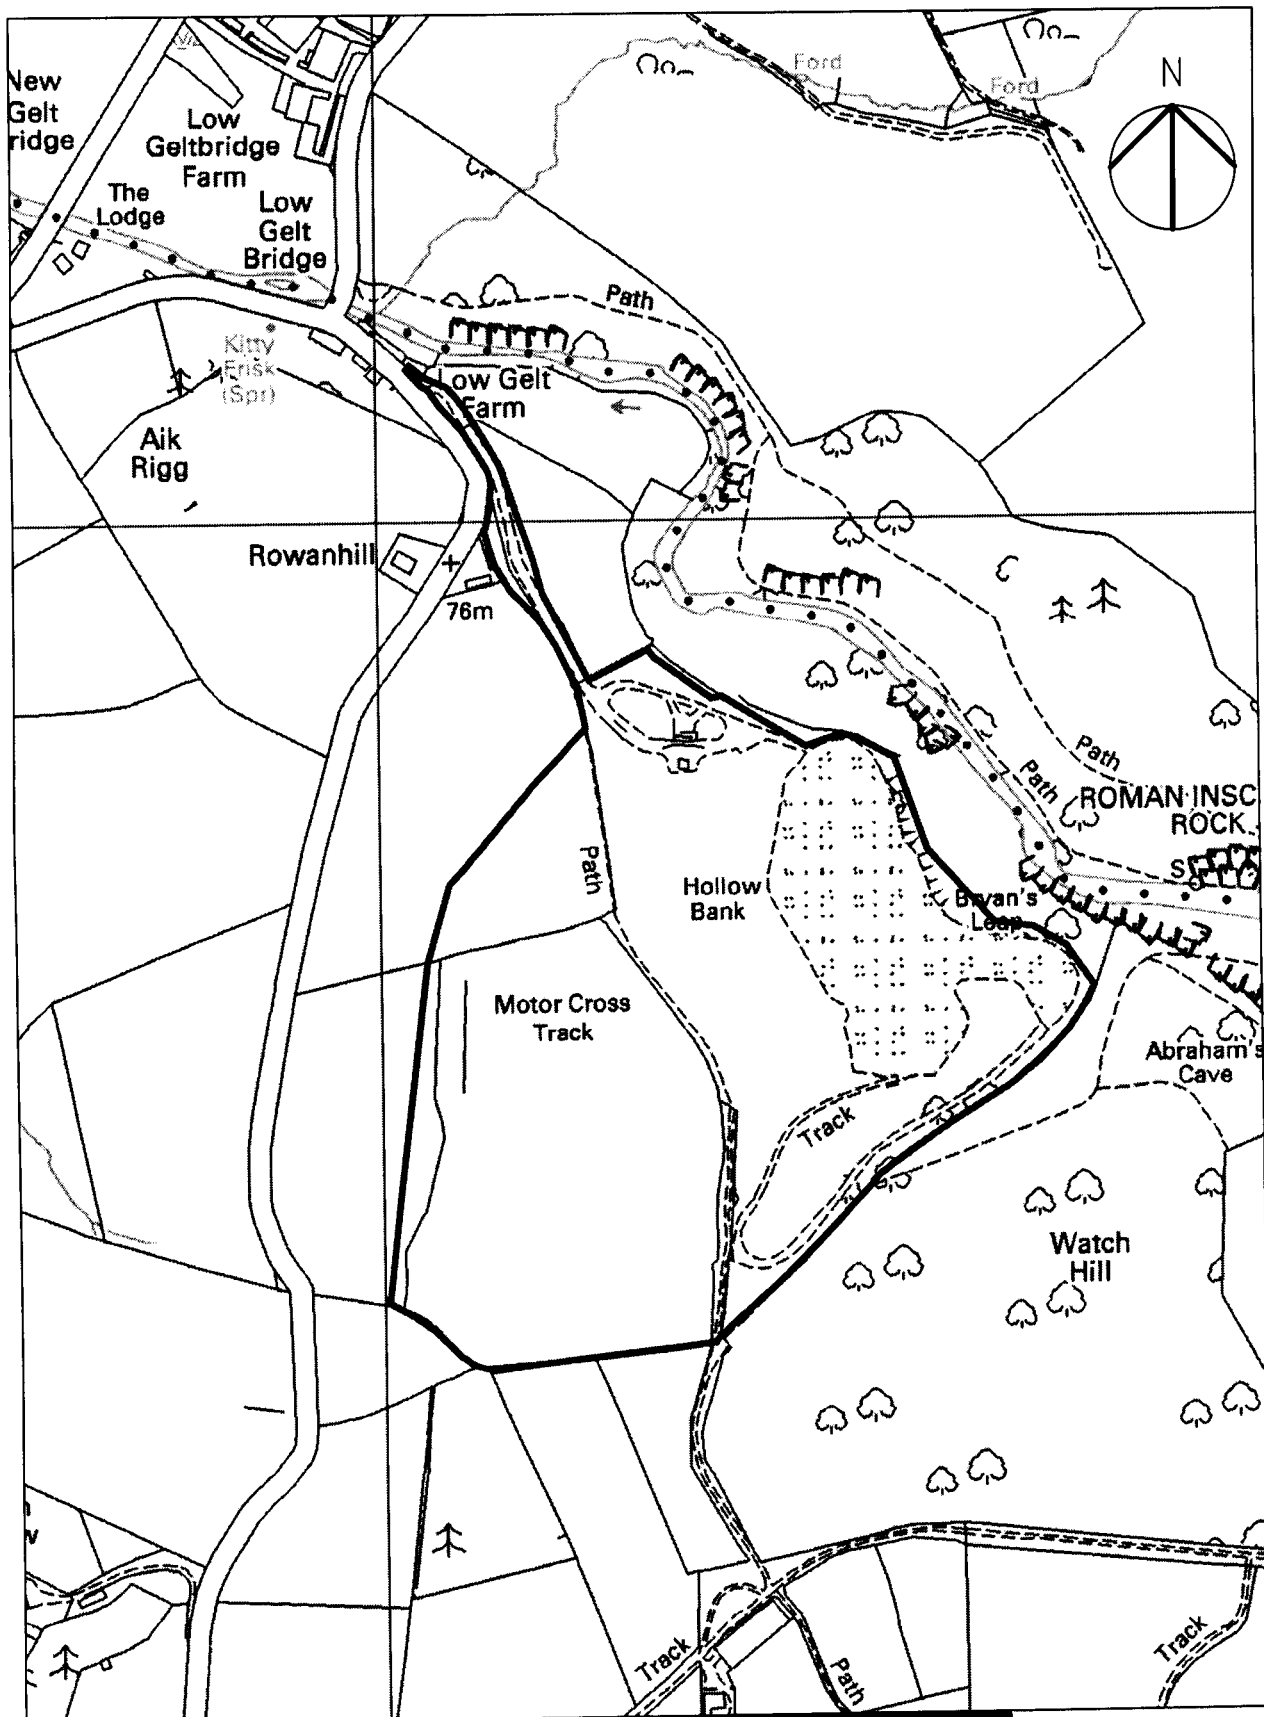 Ford
Ford
N
New
Gelt
ridge
Low
Geltbridge
Farm
The
Lodge
Low
Gelt
Bridge
Path
Kitty
Frisk
(Spr)
Low Gelt
Farm
Aik
Rigg
Rowanhill
76m
Path
Path
ROMAN INSC
ROCK
S
Path
Hollow
Bank
Bryan's
Leap
Motor Cross
Track
Abraham's
Cave
Track
Watch
Hill
Track
Path
Track